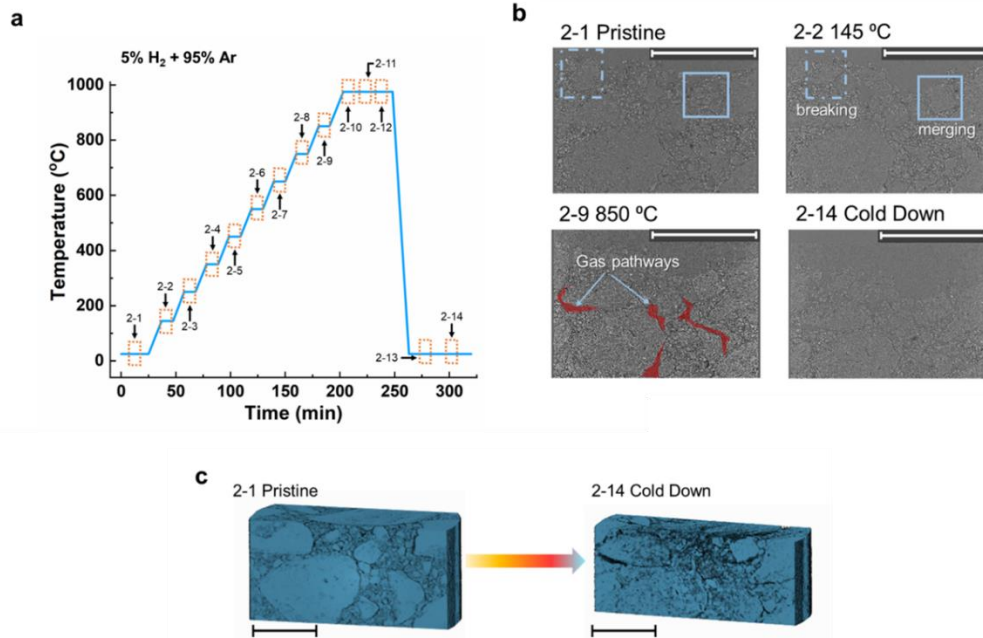 a
5% H₂ + 95% Ar
Temperature (°C)
1000
800
600
400
200
0
2-1
2-2
2-3
2-4
2-5
2-6
2-7
2-8
2-9
2-10
2-11
2-12
2-13
2-14
0
50
100
150
200
250
300
Time (min)
b
2-1 Pristine
2-2 145 ºC
breaking
merging
2-9 850 ºC
Gas pathways
2-14 Cold Down
c
2-1 Pristine
2-14 Cold Down